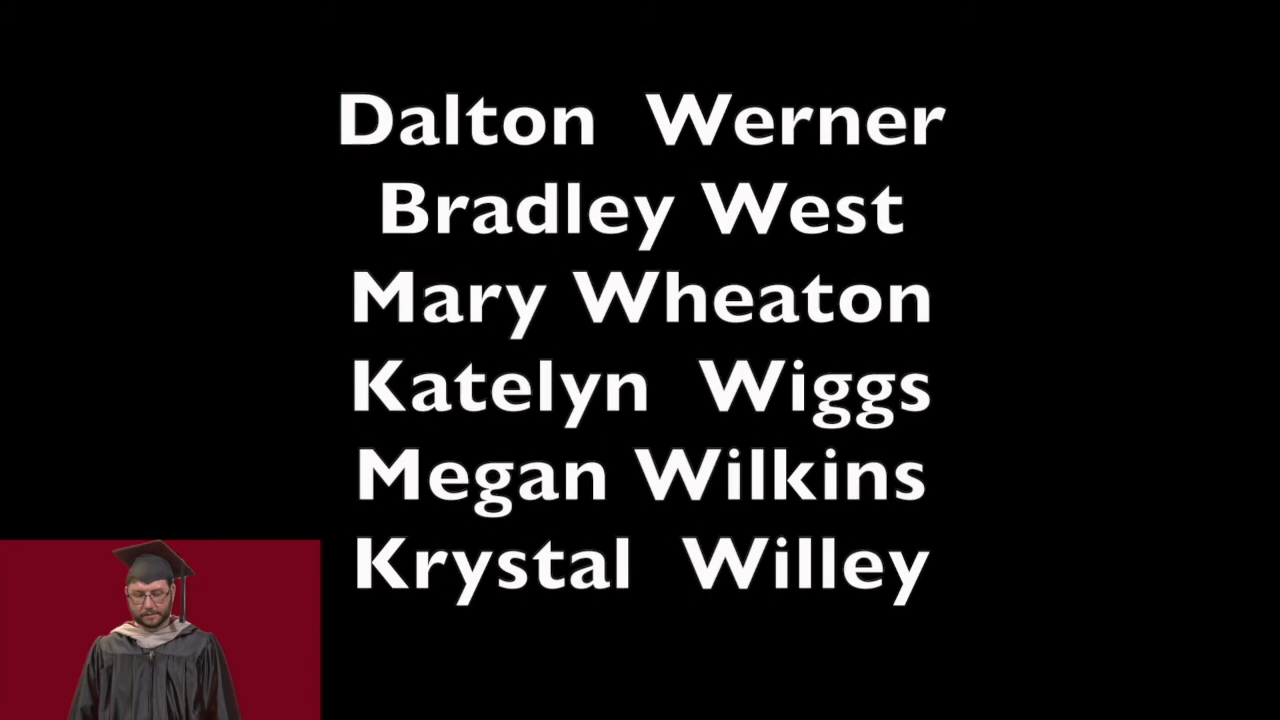 Dalton  Werner
Bradley West
Mary Wheaton
Katelyn  Wiggs
Megan Wilkins
Krystal  Willey